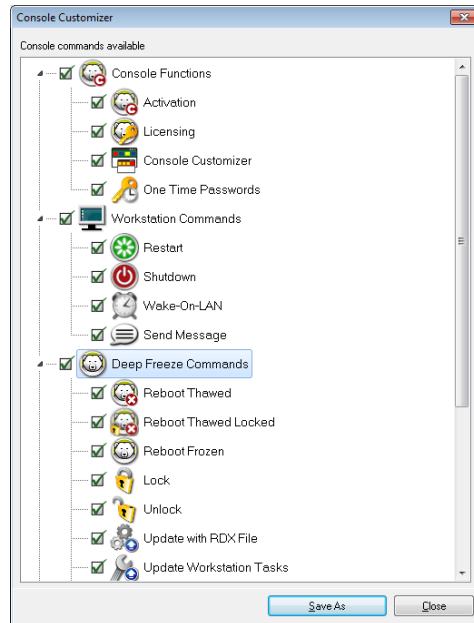 Console Customizer
Console commands available
Console Functions
Activation
Licensing
Console Customizer
One Time Passwords
Workstation Commands
Restart
Shutdown
Wake-On-LAN
Send Message
Deep Freeze Commands
Reboot Thawed
Reboot Thawed Locked
Reboot Frozen
Lock
Unlock
Update with RDX File
Update Workstation Tasks
Save As
Close